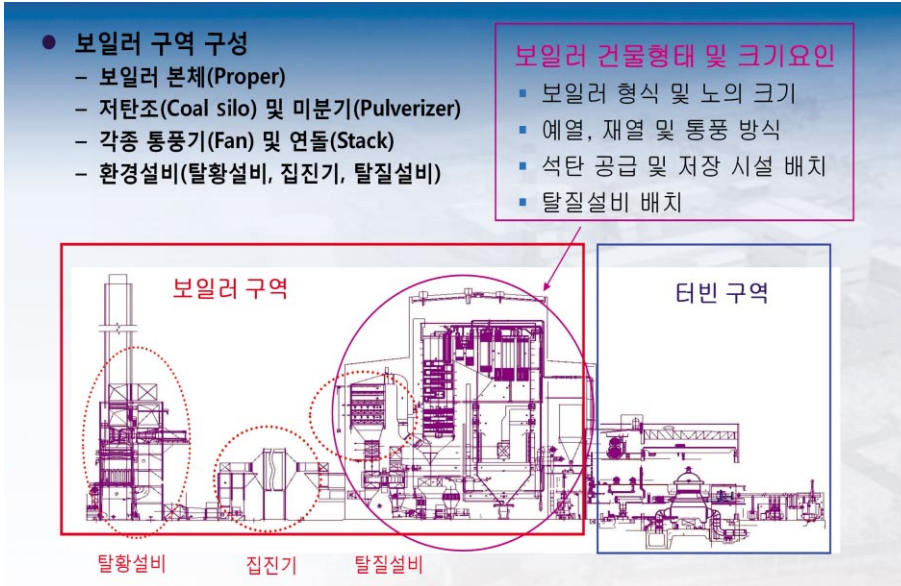 ● 보일러 구역 구성
– 보일러 본체(Proper)
– 저탄조(Coal silo) 및 미분기(Pulverizer)
– 각종 통풍기(Fan) 및 연돌(Stack)
– 환경설비(탈황설비, 집진기, 탈질설비)
보일러 건물형태 및 크기요인
▪ 보일러 형식 및 노의 크기
▪ 예열, 재열 및 통풍 방식
▪ 석탄 공급 및 저장 시설 배치
▪ 탈질설비 배치
보일러 구역
터빈 구역
탈황설비
집진기
탈질설비